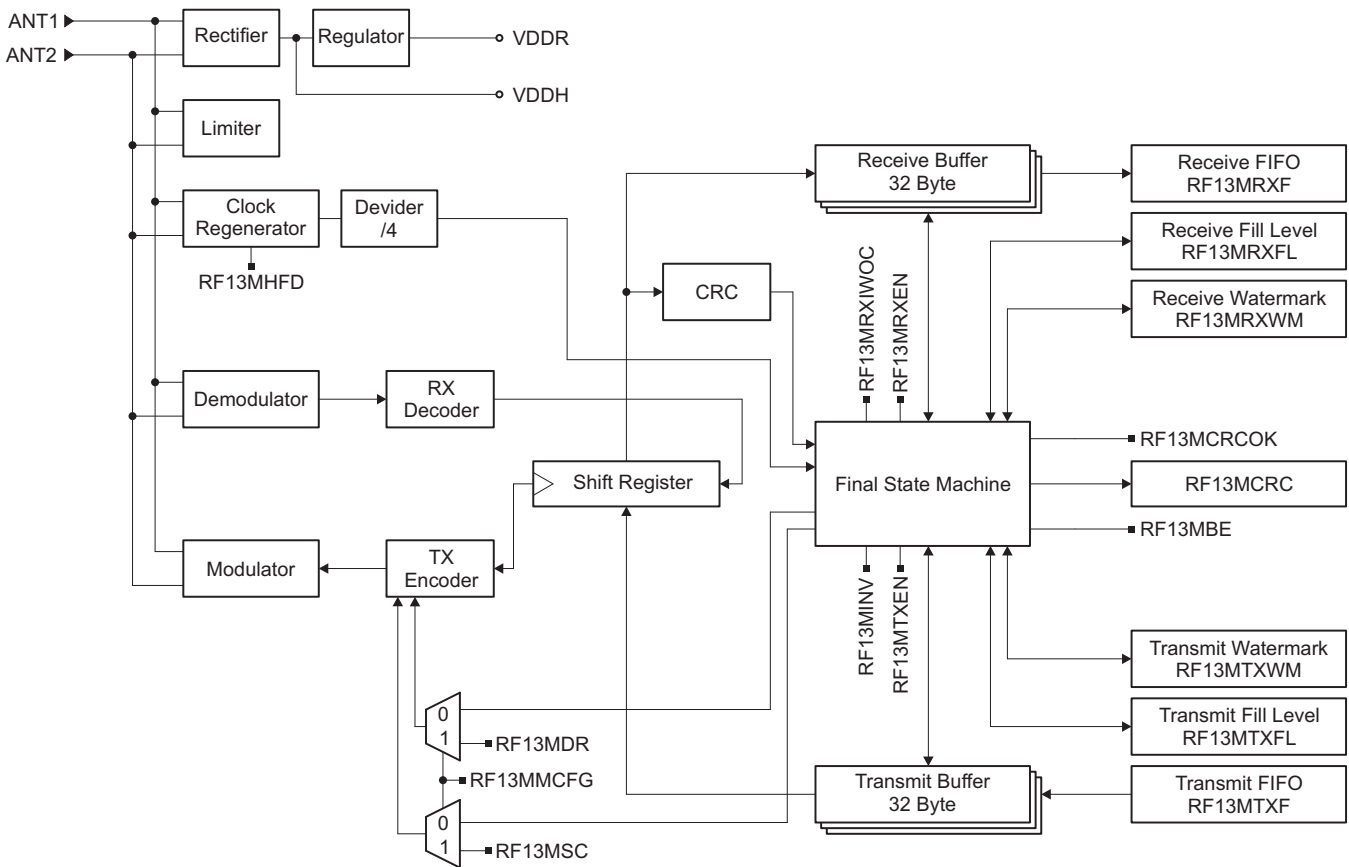 ANT1
ANT2
Rectifier
Regulator
VDDR
VDDH
Limiter
Clock
Regenerator
Devider
/4
RF13MHFD
Receive Buffer
32 Byte
Receive FIFO
RF13MRXF
Receive Fill Level
RF13MRXFL
Receive Watermark
RF13MRXWM
CRC
RF13MRXIWOC
RF13MRXEN
Demodulator
RX
Decoder
Shift Register
Final State Machine
RF13MCRCOK
RF13MCRC
RF13MBE
Modulator
TX
Encoder
RF13MINV
RF13MTXEN
Transmit Watermark
RF13MTXWM
Transmit Fill Level
RF13MTXFL
Transmit FIFO
RF13MTXF
0
1
RF13MDR
RF13MMCFG
Transmit Buffer
32 Byte
0
1
RF13MSC